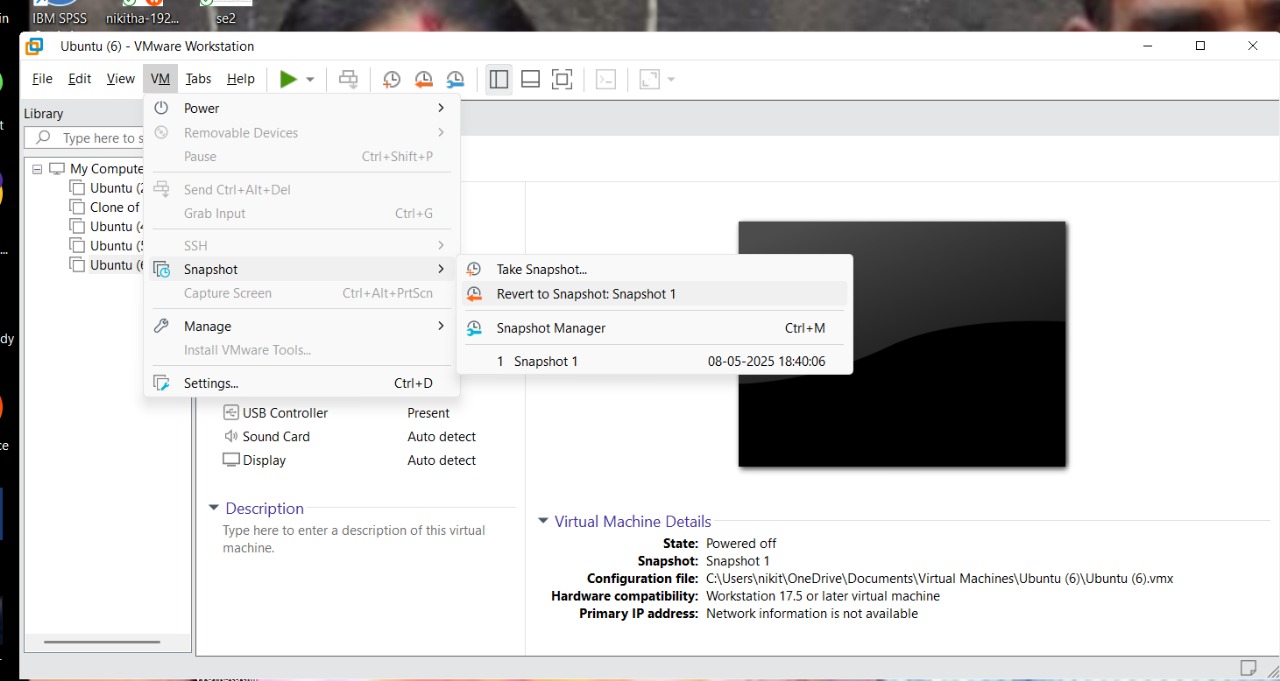 in
IBM SPSS
nikitha-192...
se2
Ubuntu (6) - VMware Workstation
File Edit View VM Tabs Help
Library
Type here to s
My Compute
Ubuntu (2
Clone of
Ubuntu (4
Ubuntu (5
Ubuntu (6
Power
Removable Devices
Pause Ctrl+Shift+P
Send Ctrl+Alt+Del
Grab Input Ctrl+G
SSH
Snapshot
Capture Screen Ctrl+Alt+PrtScn
Manage
Install VMware Tools...
Settings... Ctrl+D
Take Snapshot...
Revert to Snapshot: Snapshot 1
Snapshot Manager Ctrl+M
1 Snapshot 1 08-05-2025 18:40:06
USB Controller Present
Sound Card Auto detect
Display Auto detect
Description
Type here to enter a description of this virtual
machine.
Virtual Machine Details
State: Powered off
Snapshot: Snapshot 1
Configuration file: C:\Users\nikit\OneDrive\Documents\Virtual Machines\Ubuntu (6)\Ubuntu (6).vmx
Hardware compatibility: Workstation 17.5 or later virtual machine
Primary IP address: Network information is not available
t
...
dy
ce